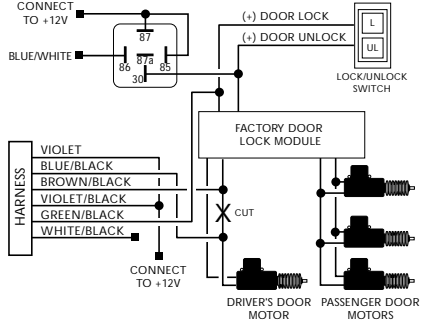 CONNECT
TO +12V
BLUE/WHITE
87
86
87a
85
30
(+) DOOR LOCK
(+) DOOR UNLOCK
L
UL
LOCK/UNLOCK
SWITCH
FACTORY DOOR
LOCK MODULE
HARNESS
VIOLET
BLUE/BLACK
BROWN/BLACK
VIOLET/BLACK
GREEN/BLACK
WHITE/BLACK
CUT
CONNECT
TO +12V
DRIVER'S DOOR
MOTOR
PASSENGER DOOR
MOTORS